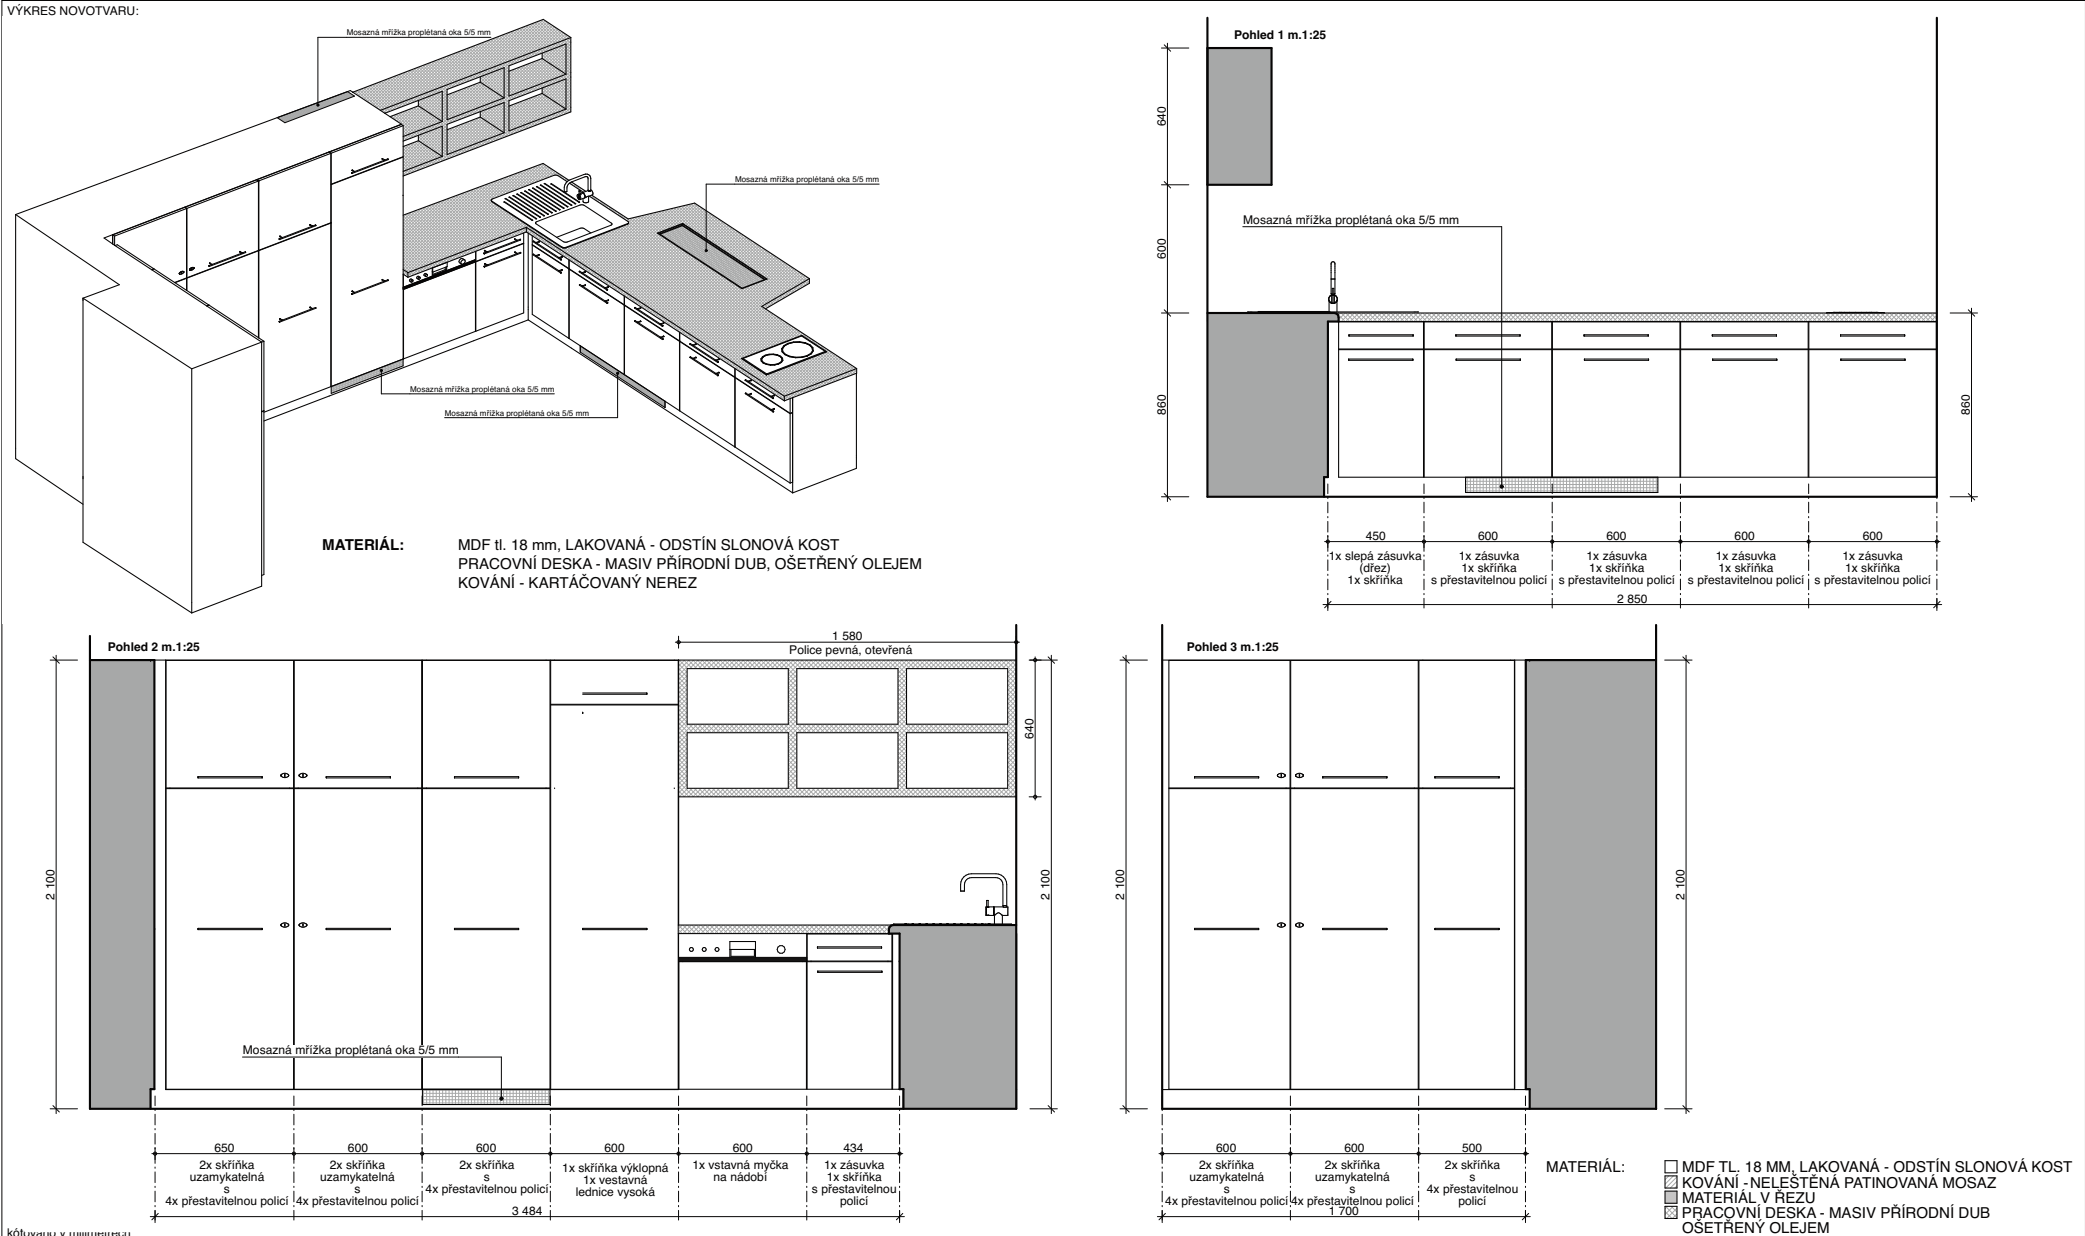 VÝKRES NOVOTVARU:
Mosazná mřížka proplétaná oka 5/5 mm
Mosazná mřížka proplétaná oka 5/5 mm
Mosazná mřížka proplétaná oka 5/5 mm
Mosazná mřížka proplétaná oka 5/5 mm
MATERIÁL:
MDF tl. 18 mm, LAKOVANÁ - ODSTÍN SLONOVÁ KOST
PRACOVNÍ DESKA - MASIV PŘÍRODNÍ DUB, OŠETŘENÝ OLEJEM
KOVÁNÍ - KARTÁČOVANÝ NEREZ
Pohled 1 m.1:25
640
600
860
860
Mosazná mřížka proplétaná oka 5/5 mm
450
1x slepá zásuvka
(dřez)
1x skříňka
600
1x zásuvka
1x skříňka
s přestavitelnou policí
600
1x zásuvka
1x skříňka
s přestavitelnou policí
600
1x zásuvka
1x skříňka
s přestavitelnou policí
600
1x zásuvka
1x skříňka
s přestavitelnou policí
2 850
Pohled 2 m.1:25
1 580
Police pevná, otevřená
640
2 100
2 100
Mosazná mřížka proplétaná oka 5/5 mm
650
2x skříňka
uzamykatelná
s
4x přestavitelnou policí
600
2x skříňka
uzamykatelná
s
4x přestavitelnou policí
600
2x skříňka
s
4x přestavitelnou policí
600
1x skříňka výklopná
1x vestavná
lednice vysoká
600
1x vstavná myčka
na nádobí
434
1x zásuvka
1x skříňka
s přestavitelnou
policí
3 484
Pohled 3 m.1:25
2 100
2 100
600
2x skříňka
uzamykatelná
s
4x přestavitelnou policí
600
2x skříňka
uzamykatelná
s
4x přestavitelnou policí
500
2x skříňka
s
4x přestavitelnou
policí
1 700
MATERIÁL:
MDF TL. 18 MM, LAKOVANÁ - ODSTÍN SLONOVÁ KOST
KOVÁNÍ - NELEŠTĚNÁ PATINOVANÁ MOSAZ
MATERIÁL V ŘEZU
PRACOVNÍ DESKA - MASIV PŘÍRODNÍ DUB
OŠETŘENÝ OLEJEM
kótováno v milimetrech